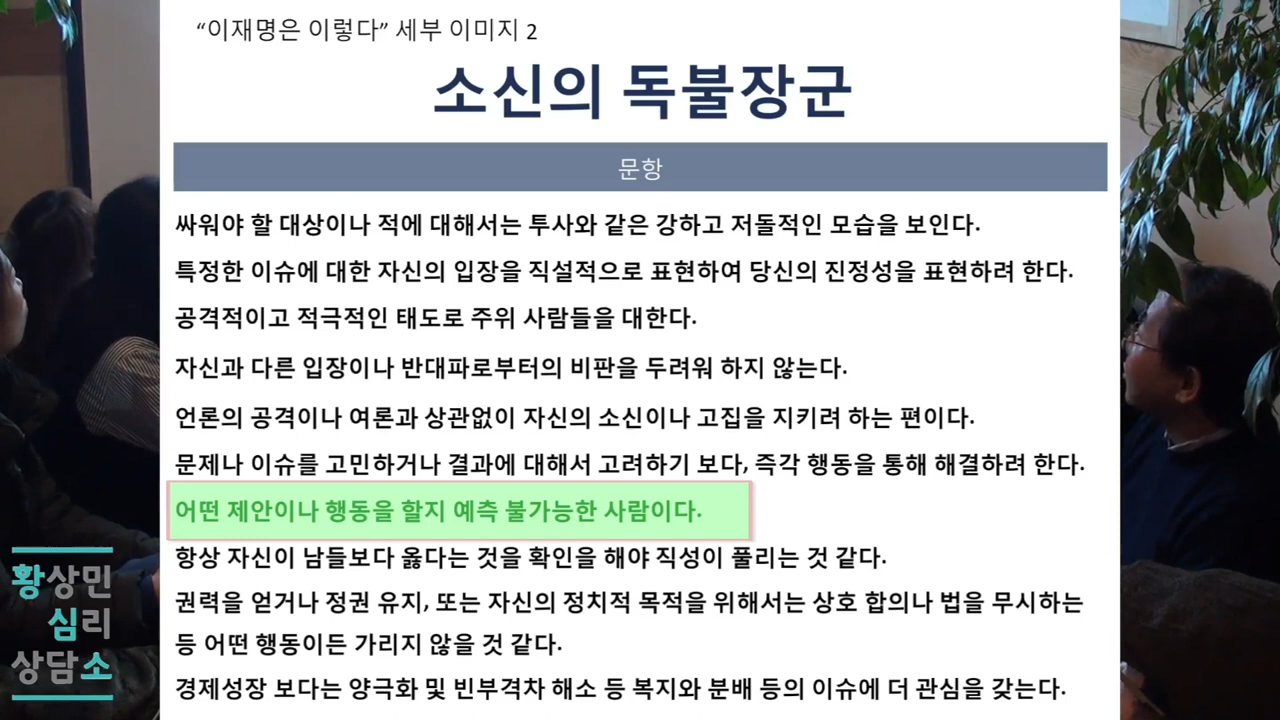 “이재명은 이렇다” 세부 이미지 2
소신의 독불장군
문항
싸워야 할 대상이나 적에 대해서는 투사와 같은 강하고 저돌적인 모습을 보인다.
특정한 이슈에 대한 자신의 입장을 직설적으로 표현하여 당신의 진정성을 표현하려 한다.
공격적이고 적극적인 태도로 주위 사람들을 대한다.
자신과 다른 입장이나 반대파로부터의 비판을 두려워 하지 않는다.
언론의 공격이나 여론과 상관없이 자신의 소신이나 고집을 지키려 하는 편이다.
문제나 이슈를 고민하거나 결과에 대해서 고려하기 보다, 즉각 행동을 통해 해결하려 한다.
어떤 제안이나 행동을 할지 예측 불가능한 사람이다.
항상 자신이 남들보다 옳다는 것을 확인을 해야 직성이 풀리는 것 같다.
권력을 얻거나 정권 유지, 또는 자신의 정치적 목적을 위해서는 상호 합의나 법을 무시하는
등 어떤 행동이든 가리지 않을 것 같다.
경제성장 보다는 양극화 및 빈부격차 해소 등 복지와 분배 등의 이슈에 더 관심을 갖는다.
황상민
심리
상담소